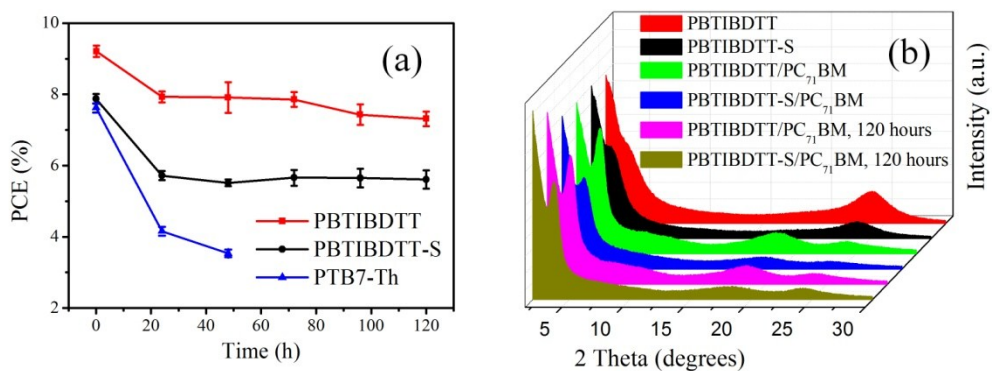 (a)
10
8
6
4
2
PCE (%)
PBTIBDTT
PBTIBDTT-S
PTB7-Th
0 20 40 60 80 100 120
Time (h)
(b)
PBTIBDTT
PBTIBDTT-S
PBTIBDTT/PC71BM
PBTIBDTT-S/PC71BM
PBTIBDTT/PC71BM, 120 hours
PBTIBDTT-S/PC71BM, 120 hours
Intensity (a.u.)
5 10 15 20 25 30
2 Theta (degrees)